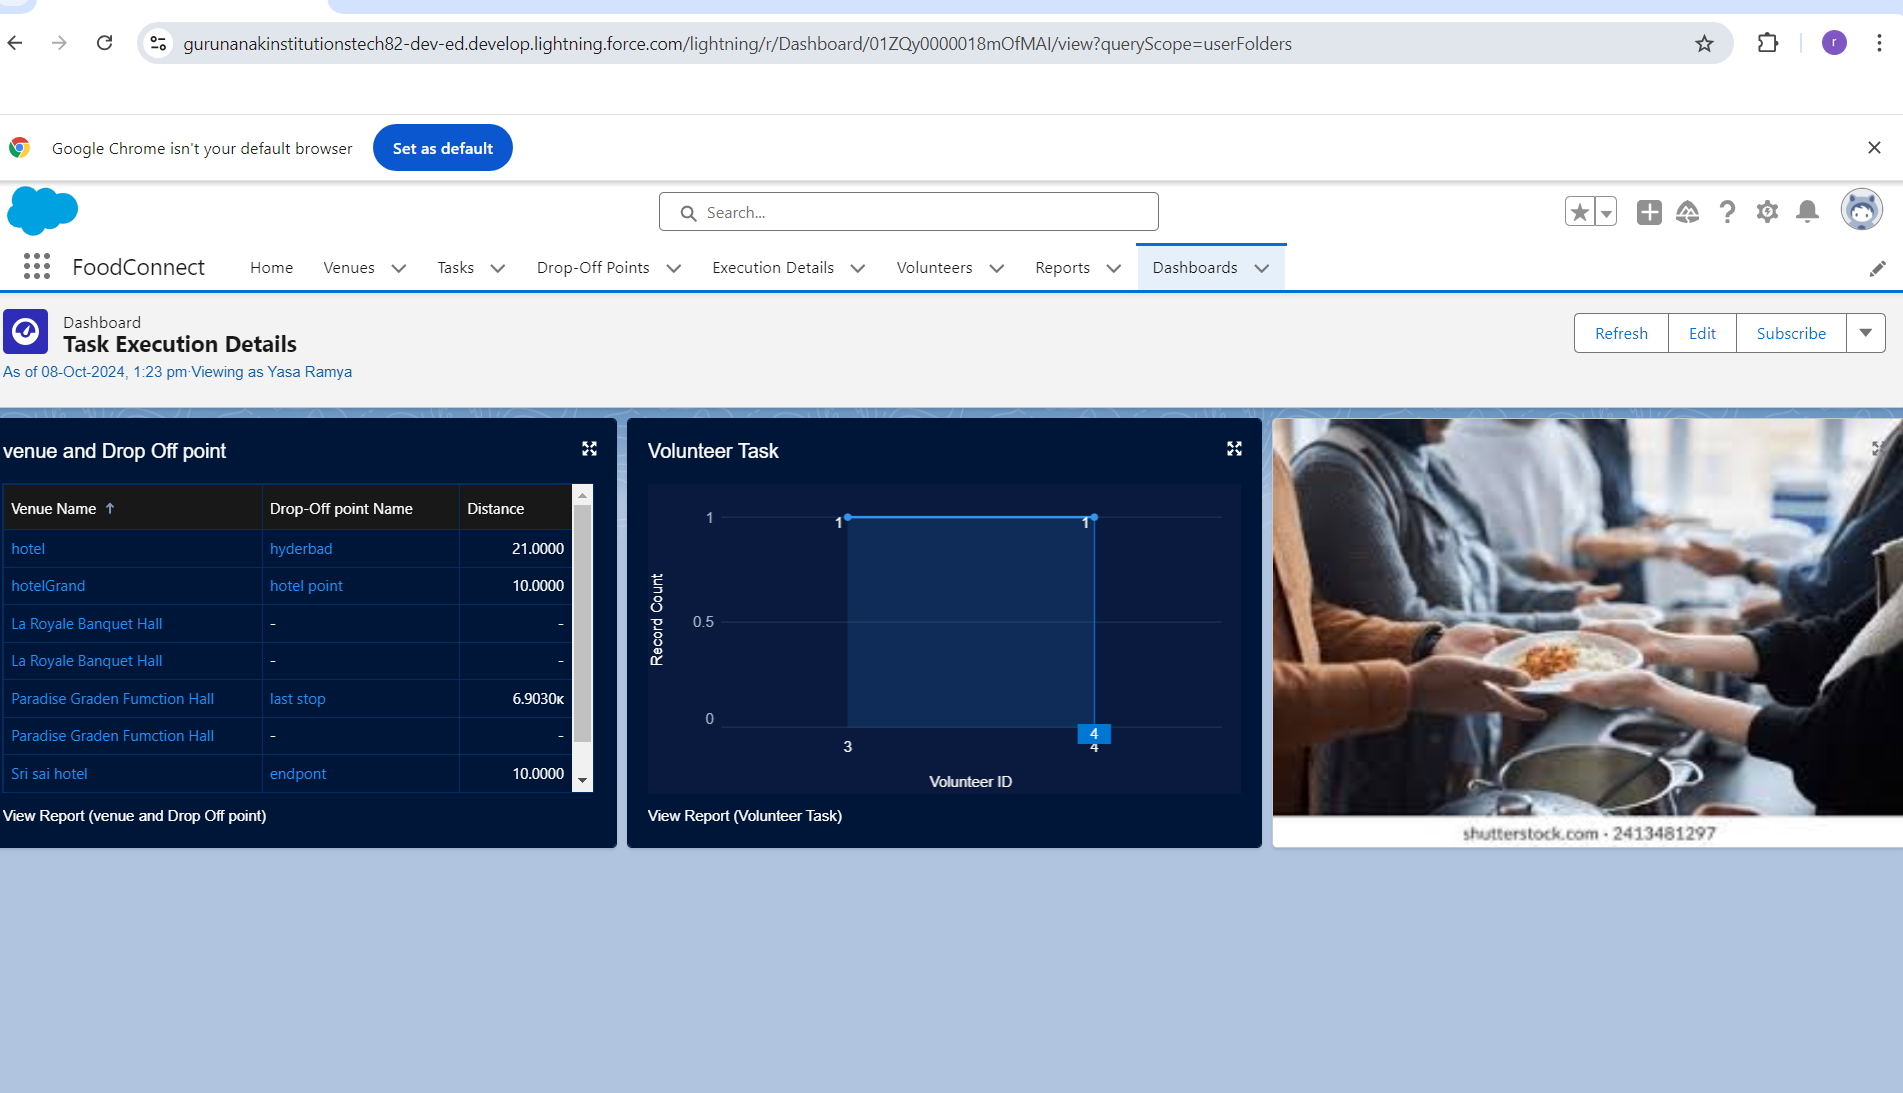 gurunanakinstitutionstech82-dev-ed.develop.lightning.force.com/lightning/r/Dashboard/01ZQy0000018mOfMAI/view?queryScope=userFolders
r
Google Chrome isn't your default browser
Set as default
Search...
FoodConnect
Home
Venues
Tasks
Drop-Off Points
Execution Details
Volunteers
Reports
Dashboards
Dashboard
Task Execution Details
As of 08-Oct-2024, 1:23 pm·Viewing as Yasa Ramya
Refresh
Edit
Subscribe
venue and Drop Off point
Venue Name ↑ Drop-Off point Name Distance
hotel hyderbad 21.0000
hotelGrand hotel point 10.0000
La Royale Banquet Hall - -
La Royale Banquet Hall - -
Paradise Graden Fumction Hall last stop 6.9030K
Paradise Graden Fumction Hall - -
Sri sai hotel endpont 10.0000
View Report (venue and Drop Off point)
Volunteer Task
Record Count
1
0.5
0
1
1
4
3
4
Volunteer ID
View Report (Volunteer Task)
shutterstock.com · 2413481297